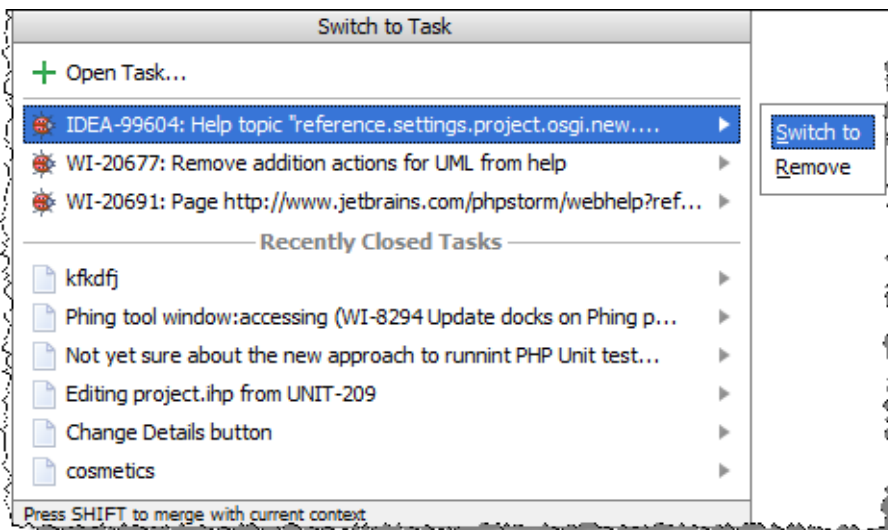 Switch to Task
Open Task...
IDEA-99604: Help topic "reference.settings.project.osgi.new....
Switch to
WI-20677: Remove addition actions for UML from help
Remove
WI-20691: Page http://www.jetbrains.com/phpstorm/webhelp?ref...
Recently Closed Tasks
kfkdfj
Phing tool window:accessing (WI-8294 Update docks on Phing p...
Not yet sure about the new approach to runnint PHP Unit test...
Editing project.ihp from UNIT-209
Change Details button
cosmetics
Press SHIFT to merge with current context